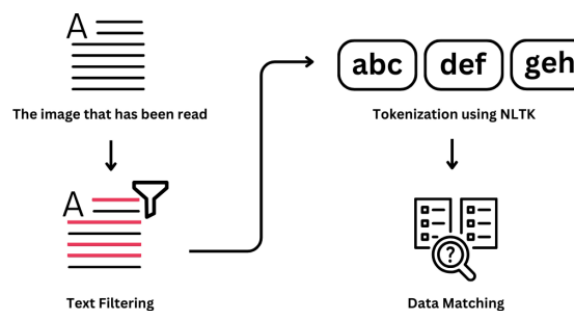 A
The image that has been read
A
Text Filtering
abc def geh
Tokenization using NLTK
?
Data Matching